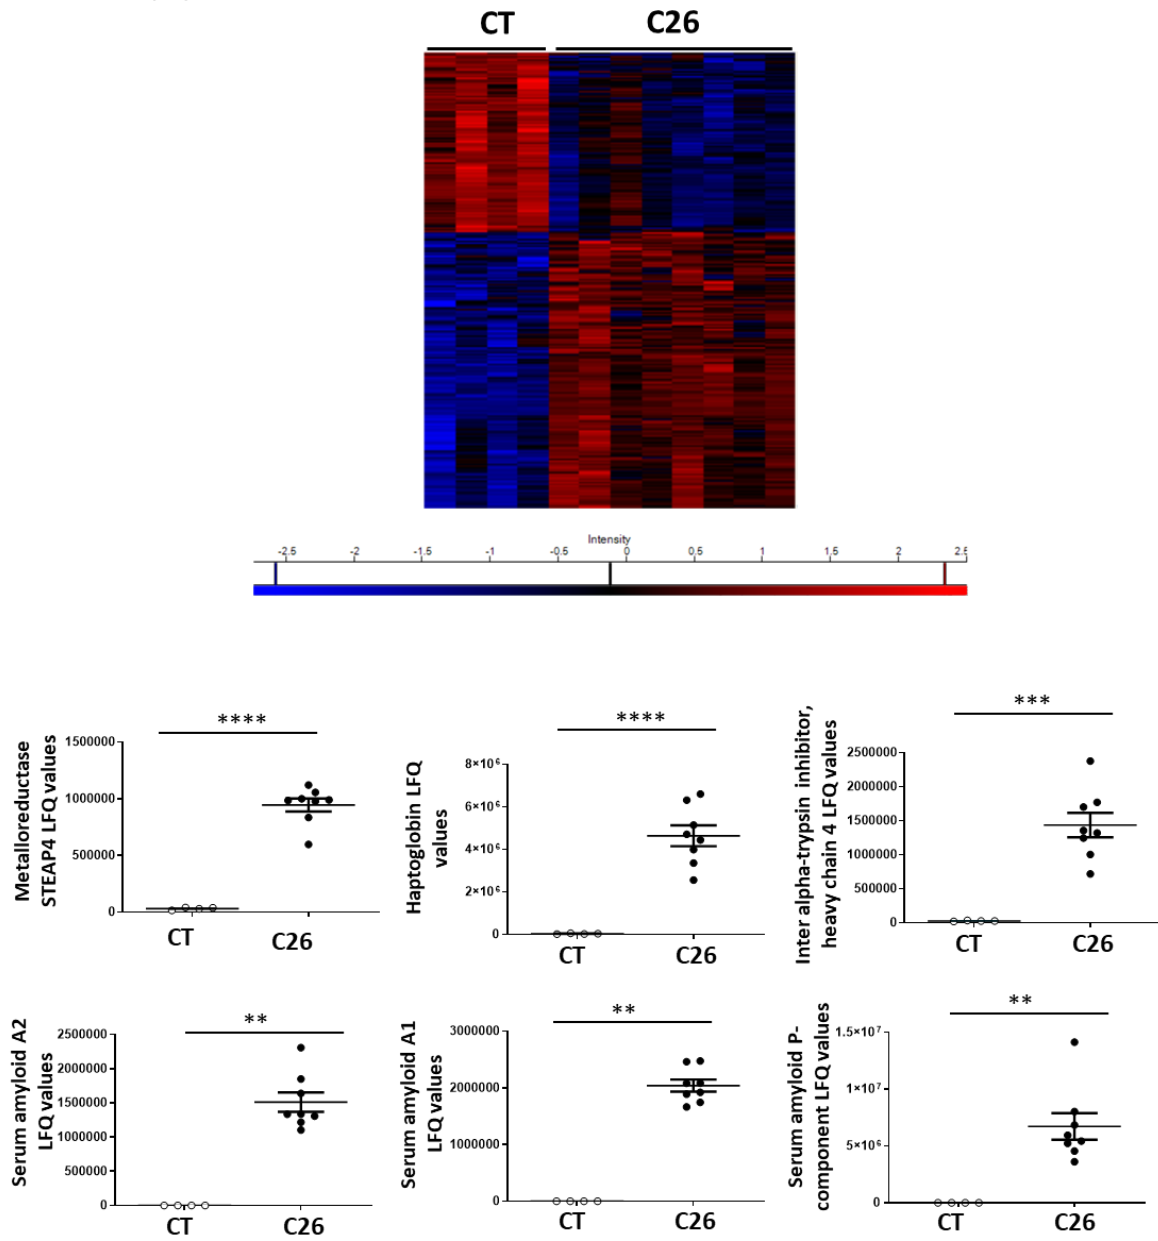 CT C26
Intensity
-2.5 -2 -1.5 -1 -0.5 0 0.5 1 1.5 2 2.5
****
Metalloreductase
STEAP4 LFQ values
1500000
1000000
500000
0
CT C26
****
Haptoglobin LFQ
values
8×10⁶
6×10⁶
4×10⁶
2×10⁶
0
CT C26
***
Inter alpha-trypsin inhibitor,
heavy chain 4 LFQ values
2500000
2000000
1500000
1000000
500000
0
CT C26
**
Serum amyloid A2
LFQ values
2500000
2000000
1500000
1000000
500000
0
CT C26
**
Serum amyloid A1
LFQ values
3000000
2000000
1000000
0
CT C26
**
Serum amyloid P-
component LFQ values
1.5×10⁷
1×10⁷
5×10⁶
0
CT C26